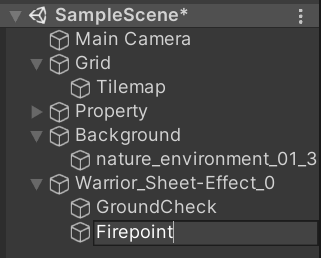 SampleScene*
Main Camera
Grid
Tilemap
Property
Background
nature_environment_01_3
Warrior_Sheet-Effect_0
GroundCheck
Firepoint